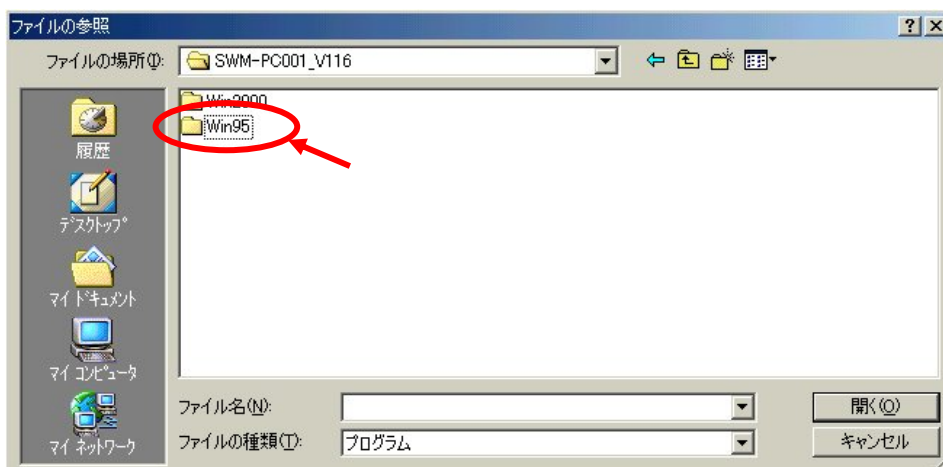 ファイルの参照
ファイルの場所(I):
SWM-PC001_V116
Win2000
Win95
履歴
デスクトップ
マイ ドキュメント
マイ コンピュータ
マイ ネットワーク
ファイル名(N):
開く(O)
ファイルの種類(T):
プログラム
キャンセル